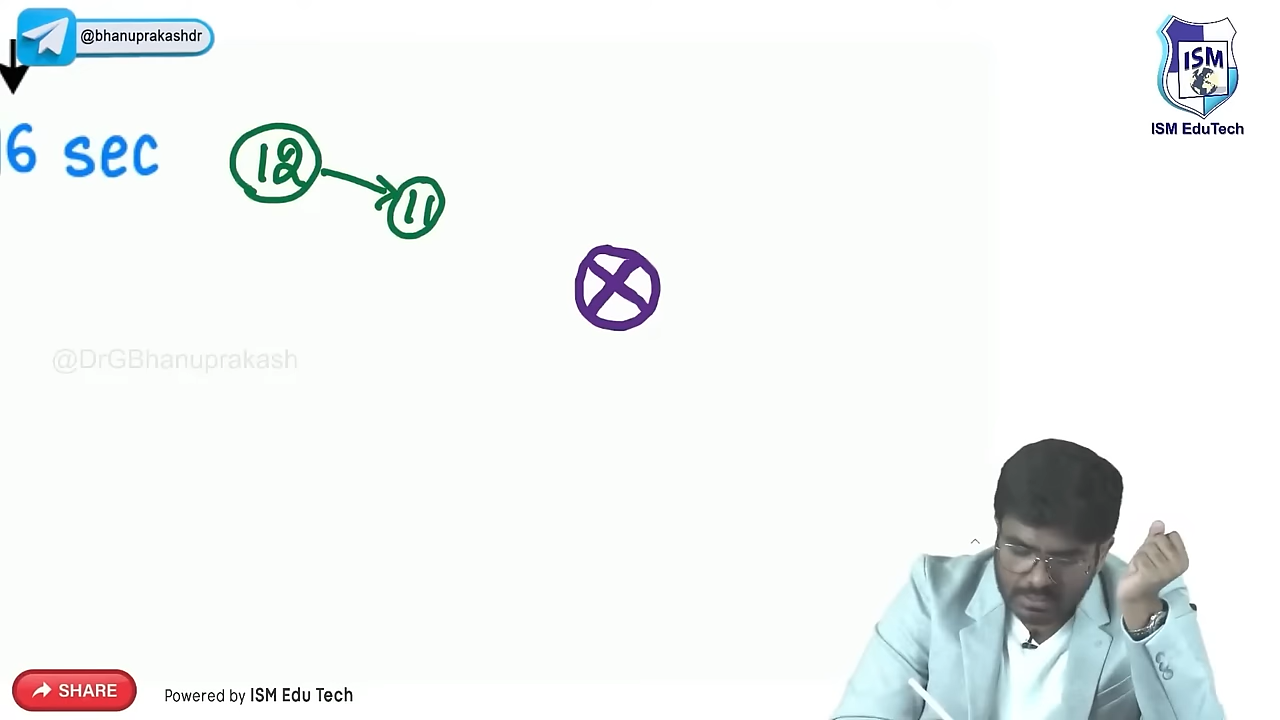 @bhanuprakashdr
ISM
ISM EduTech
6 sec
12
11
X
@DrGBhanuprakash
SHARE
Powered by ISM Edu Tech